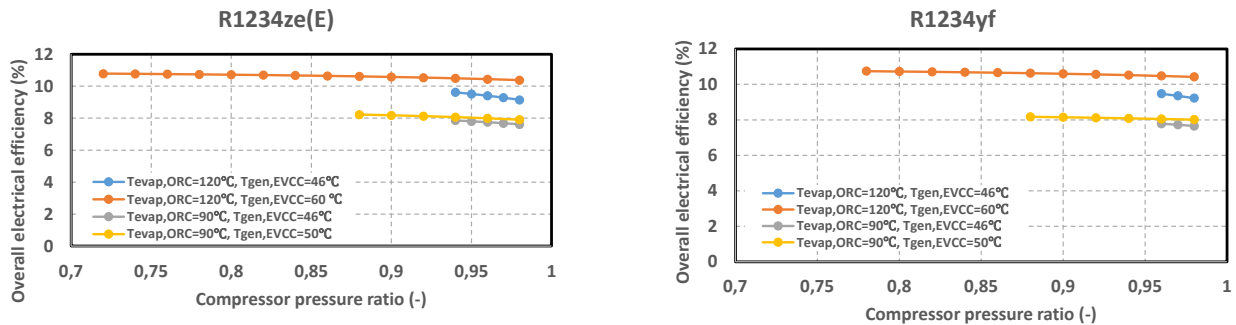 R1234ze(E)
Overall electrical efficiency (%)
12
10
8
6
4
2
0
Tevap,ORC=120℃, Tgen,EVCC=46℃
Tevap,ORC=120℃, Tgen,EVCC=60 ℃
Tevap,ORC=90℃, Tgen,EVCC=46℃
Tevap,ORC=90℃, Tgen,EVCC=50℃
0,7 0,75 0,8 0,85 0,9 0,95 1
Compressor pressure ratio (-)
R1234yf
Overall electrical efficiency (%)
12
10
8
6
4
2
0
Tevap,ORC=120℃, Tgen,EVCC=46℃
Tevap,ORC=120℃, Tgen,EVCC=60℃
Tevap,ORC=90℃, Tgen,EVCC=46℃
Tevap,ORC=90℃, Tgen,EVCC=50℃
0,7 0,75 0,8 0,85 0,9 0,95 1
Compressor pressure ratio (-)